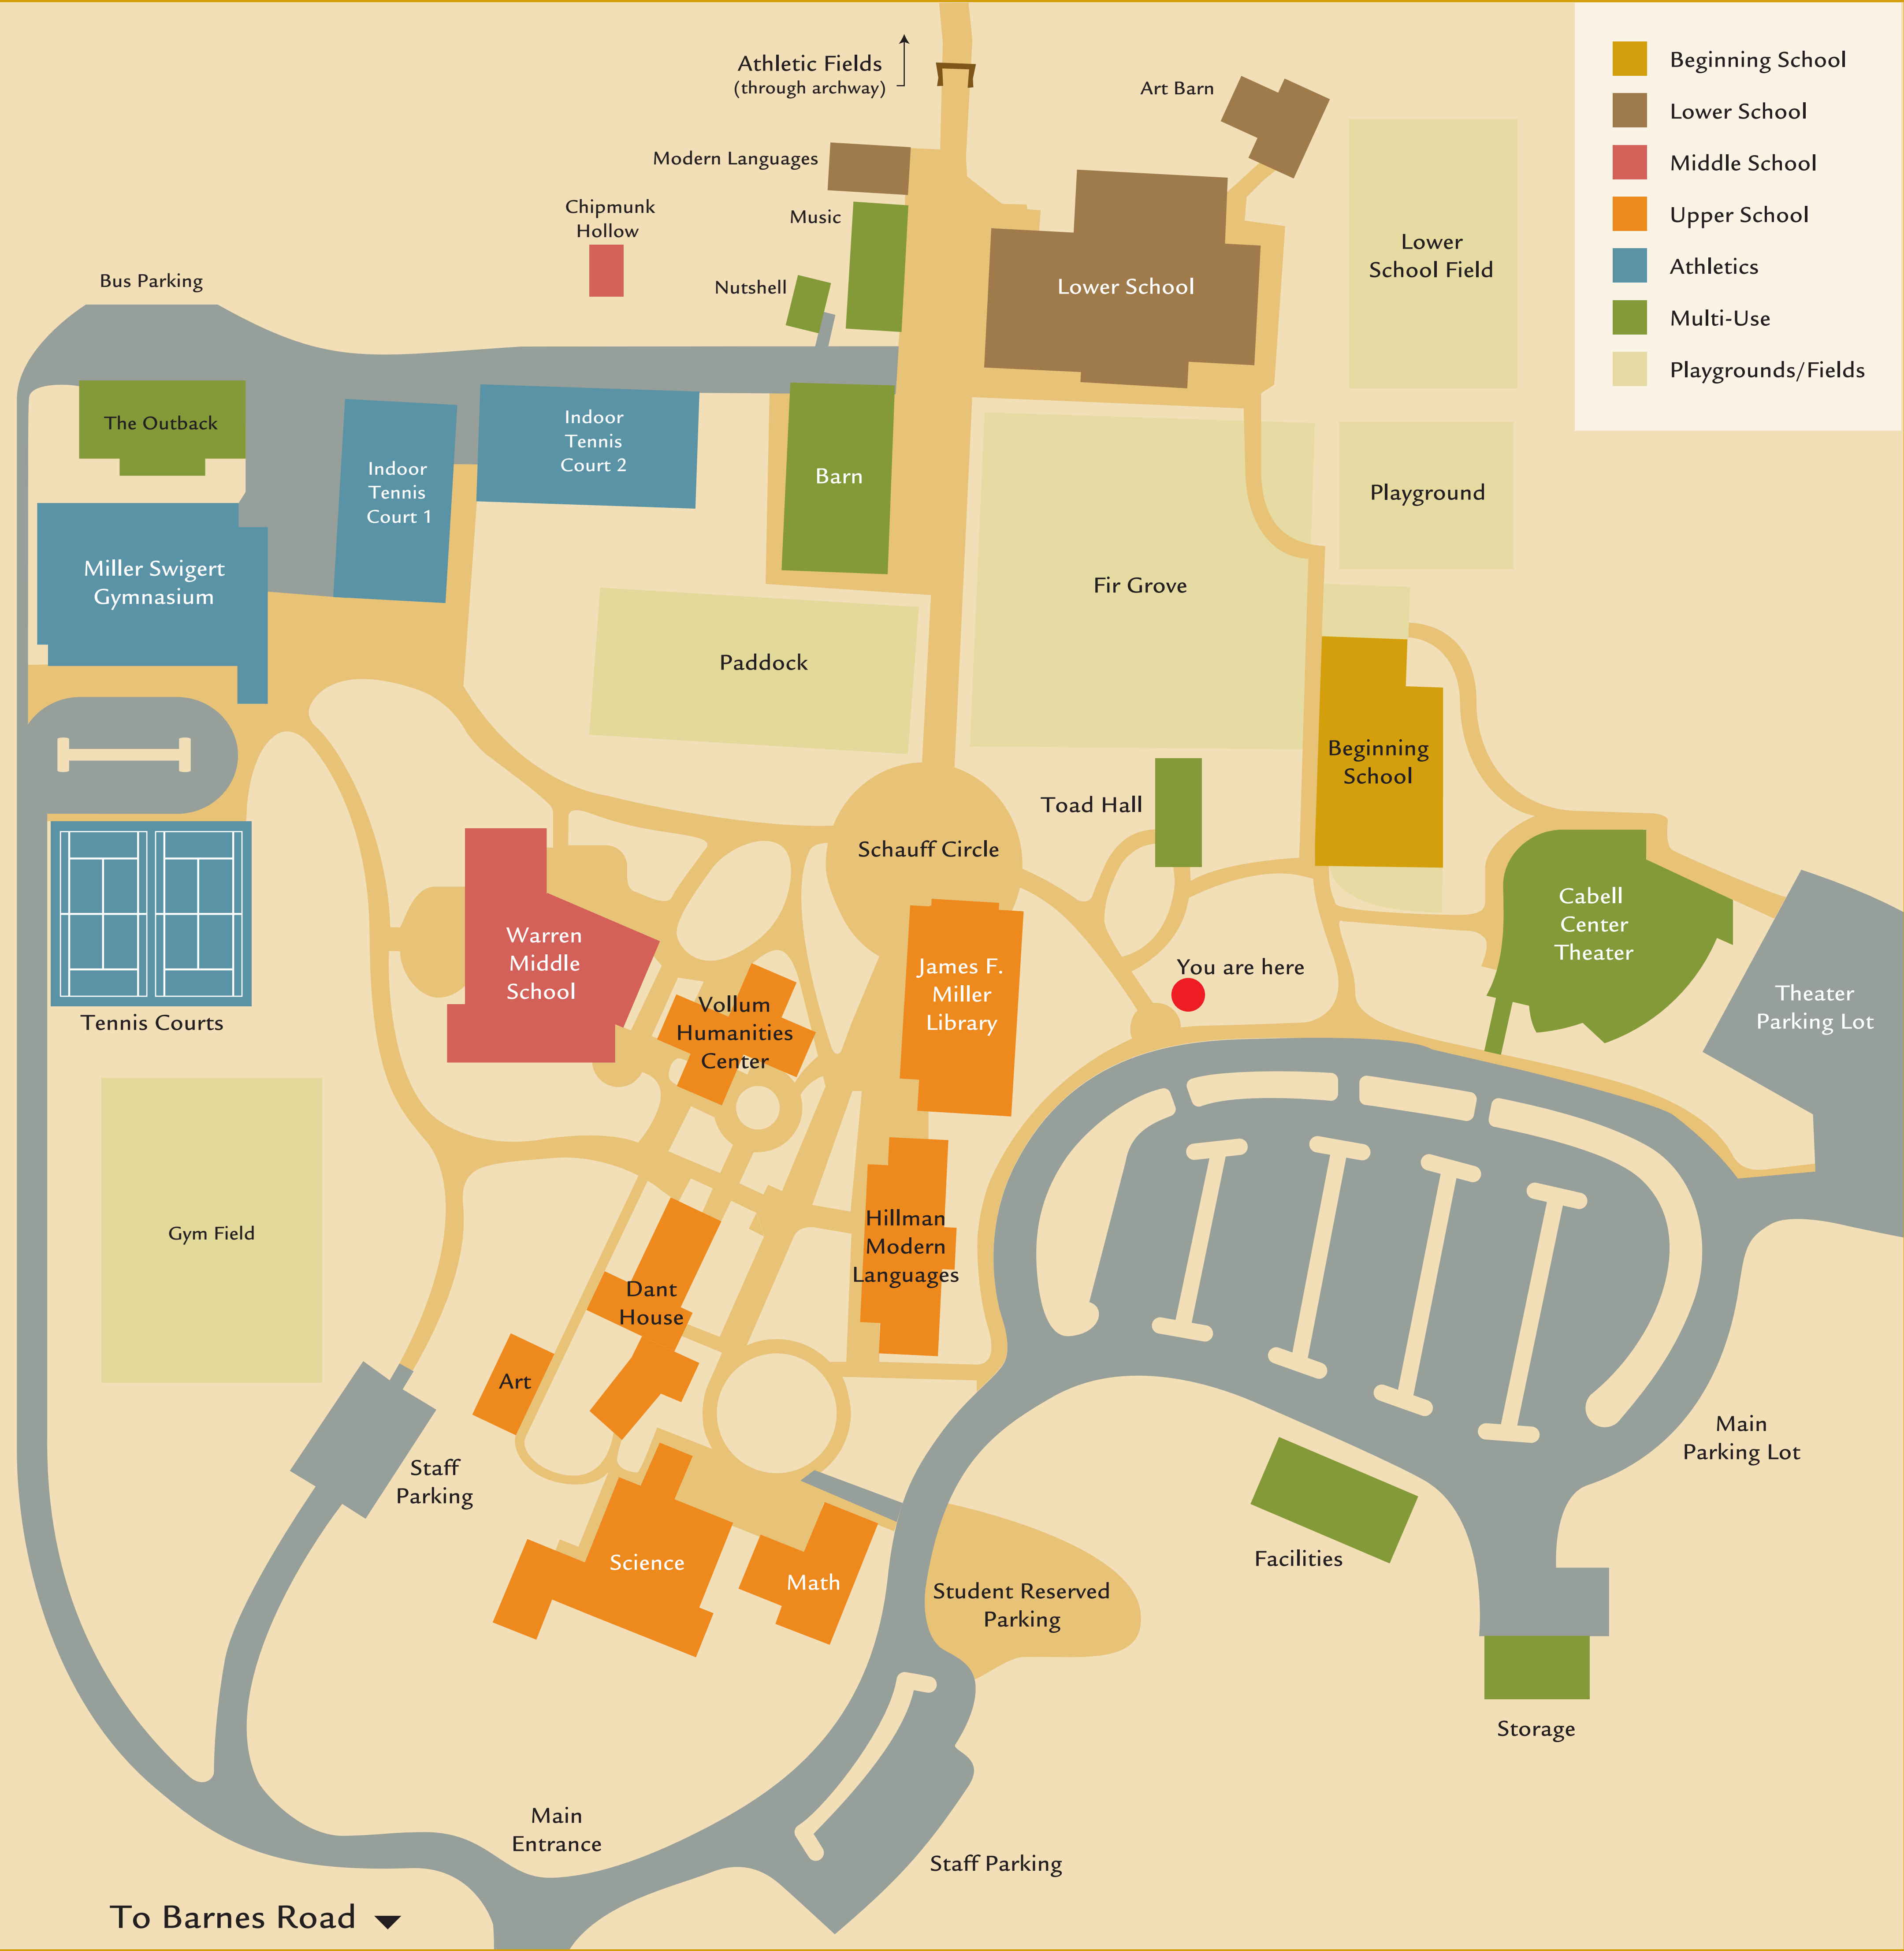 Athletic Fields
(through archway)
Art Barn
Modern Languages
Chipmunk
Hollow
Music
Nutshell
Lower School
Lower
School Field
Beginning School
Lower School
Middle School
Upper School
Athletics
Multi-Use
Playgrounds/Fields
Bus Parking
The Outback
Indoor
Tennis
Court 1
Indoor
Tennis
Court 2
Barn
Playground
Miller Swigert
Gymnasium
Fir Grove
Paddock
Beginning
School
Toad Hall
Schauff Circle
Cabell
Center
Theater
Warren
Middle
School
James F.
Miller
Library
You are here
Theater
Parking Lot
Tennis Courts
Vollum
Humanities
Center
Gym Field
Hillman
Modern
Languages
Dant
House
Art
Main
Parking Lot
Staff
Parking
Science
Math
Student Reserved
Parking
Facilities
Storage
Main
Entrance
Staff Parking
To Barnes Road